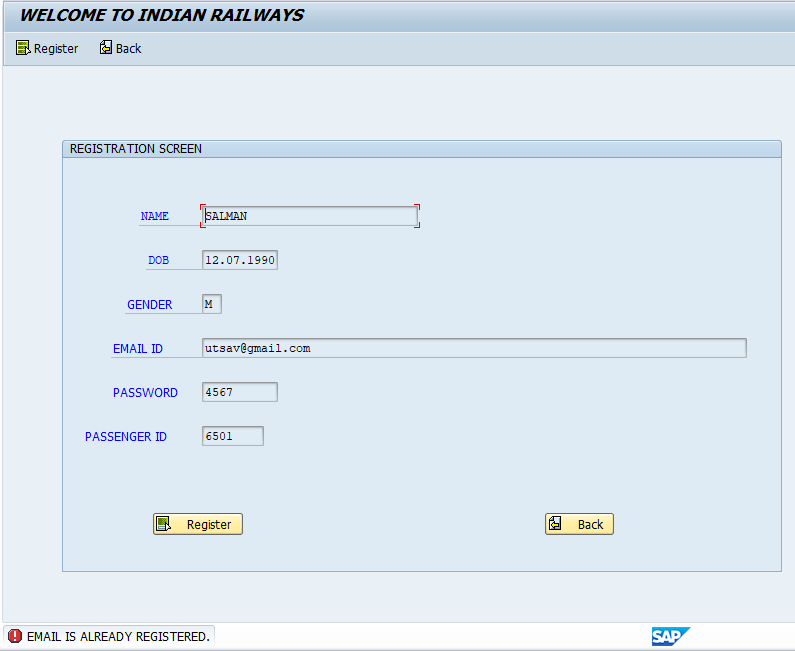 WELCOME TO INDIAN RAILWAYS
Register Back
REGISTRATION SCREEN
NAME SALMAN
DOB 12.07.1990
GENDER M
EMAIL ID utsav@gmail.com
PASSWORD 4567
PASSENGER ID 6501
Register Back
EMAIL IS ALREADY REGISTERED. SAP